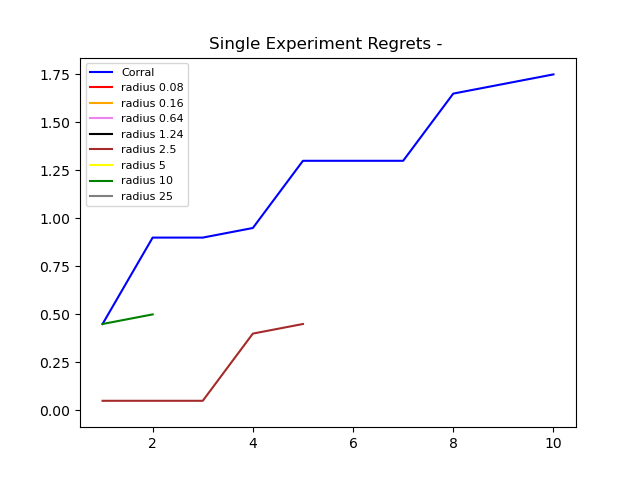 Single Experiment Regrets -
1.75
1.50
1.25
1.00
0.75
0.50
0.25
0.00
Corral
radius 0.08
radius 0.16
radius 0.64
radius 1.24
radius 2.5
radius 5
radius 10
radius 25
2 4 6 8 10